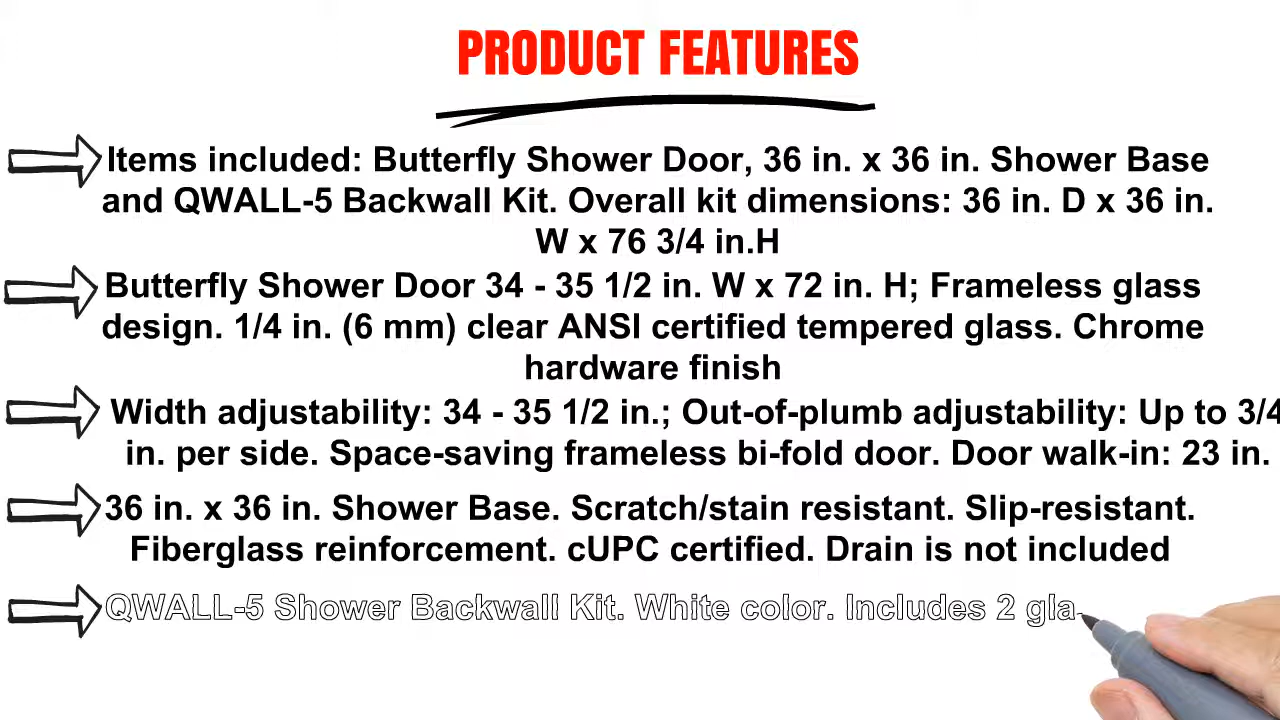 PRODUCT FEATURES
Items included: Butterfly Shower Door, 36 in. x 36 in. Shower Base
and QWALL-5 Backwall Kit. Overall kit dimensions: 36 in. D x 36 in.
W x 76 3/4 in.H
Butterfly Shower Door 34 - 35 1/2 in. W x 72 in. H; Frameless glass
design. 1/4 in. (6 mm) clear ANSI certified tempered glass. Chrome
hardware finish
Width adjustability: 34 - 35 1/2 in.; Out-of-plumb adjustability: Up to 3/4
in. per side. Space-saving frameless bi-fold door. Door walk-in: 23 in.
36 in. x 36 in. Shower Base. Scratch/stain resistant. Slip-resistant.
Fiberglass reinforcement. cUPC certified. Drain is not included
QWALL-5 Shower Backwall Kit. White color. Includes 2 gla